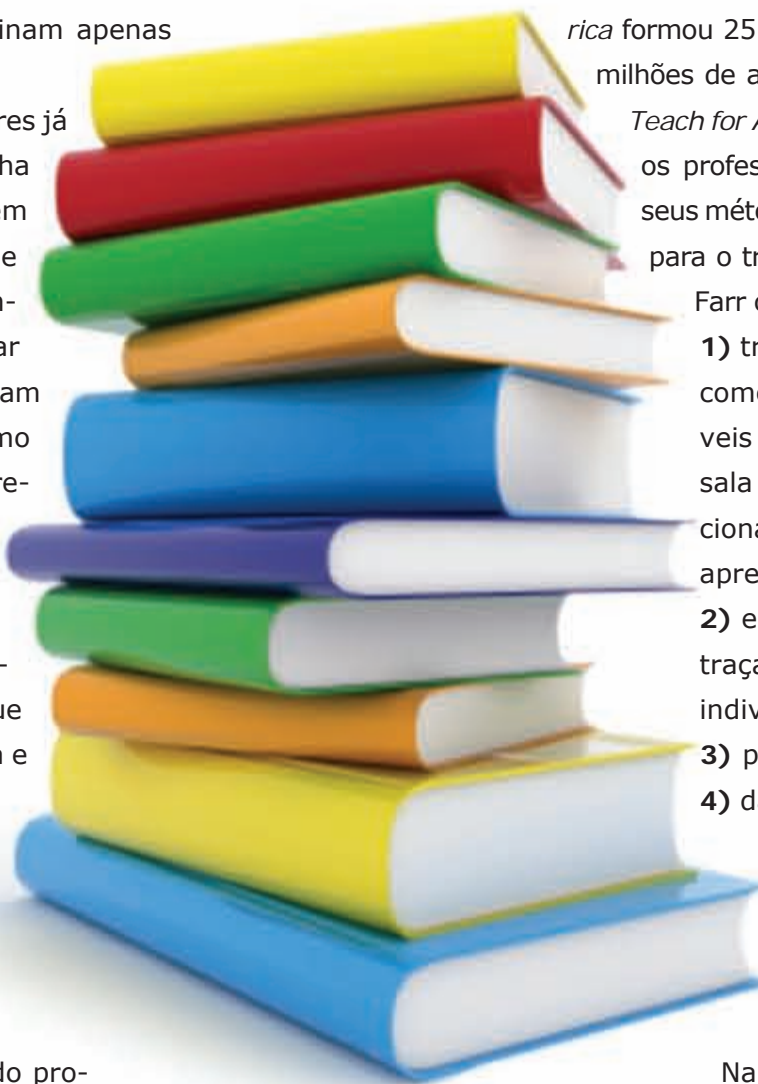 inam apenas
res já
ha
em
e
n-
ar
am
mo
re-
-
ue
e
do pro-
rica formou 25
milhões de a
Teach for A
os profes
seus méto
para o tr
Farr
1) tr
come
veis
sala
ciona
apre
2) e
traça
indiv
3) p
4) d
Na